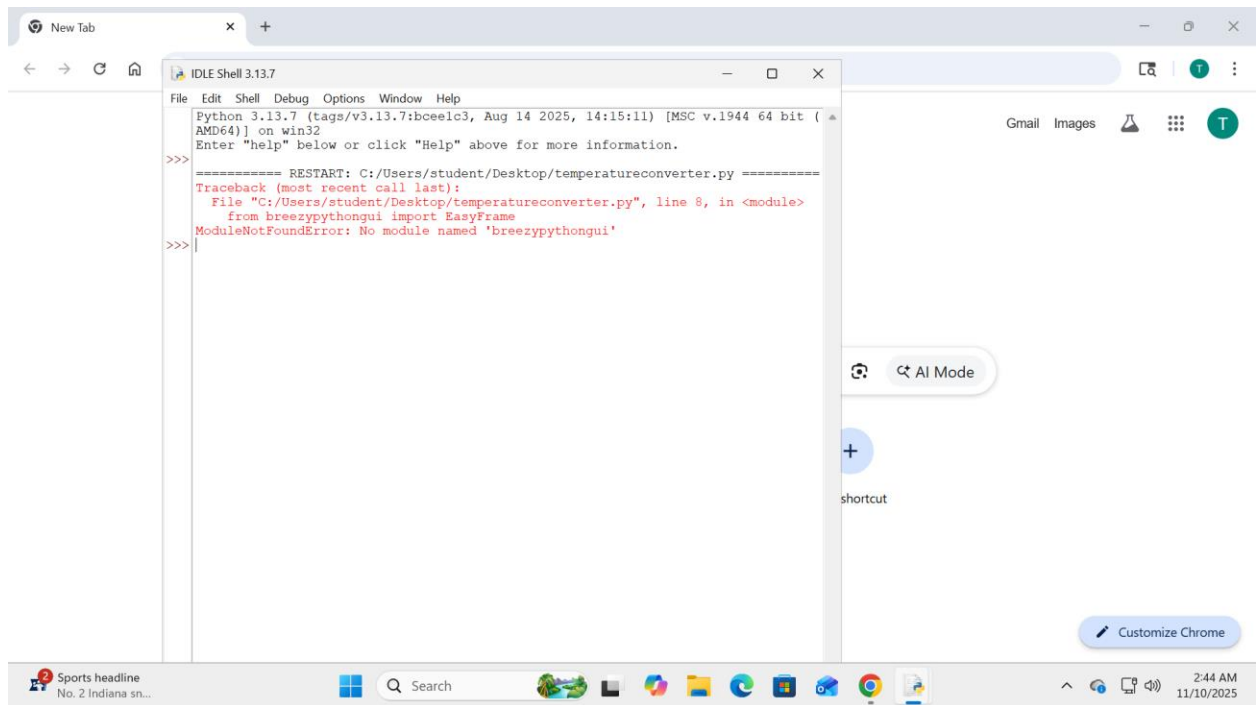 New Tab
IDLE Shell 3.13.7
File Edit Shell Debug Options Window Help
Python 3.13.7 (tags/v3.13.7:bcee1c3, Aug 14 2025, 14:15:11) [MSC v.1944 64 bit (
AMD64)] on win32
Enter "help" below or click "Help" above for more information.
>>>
=========== RESTART: C:/Users/student/Desktop/temperatureconverter.py ==========
Traceback (most recent call last):
File "C:/Users/student/Desktop/temperatureconverter.py", line 8, in <module>
from breezypythongui import EasyFrame
ModuleNotFoundError: No module named 'breezypythongui'
>>>
T
Gmail Images T
AI Mode
shortcut
Customize Chrome
2 Sports headline
No. 2 Indiana sn...
Search
2:44 AM
11/10/2025